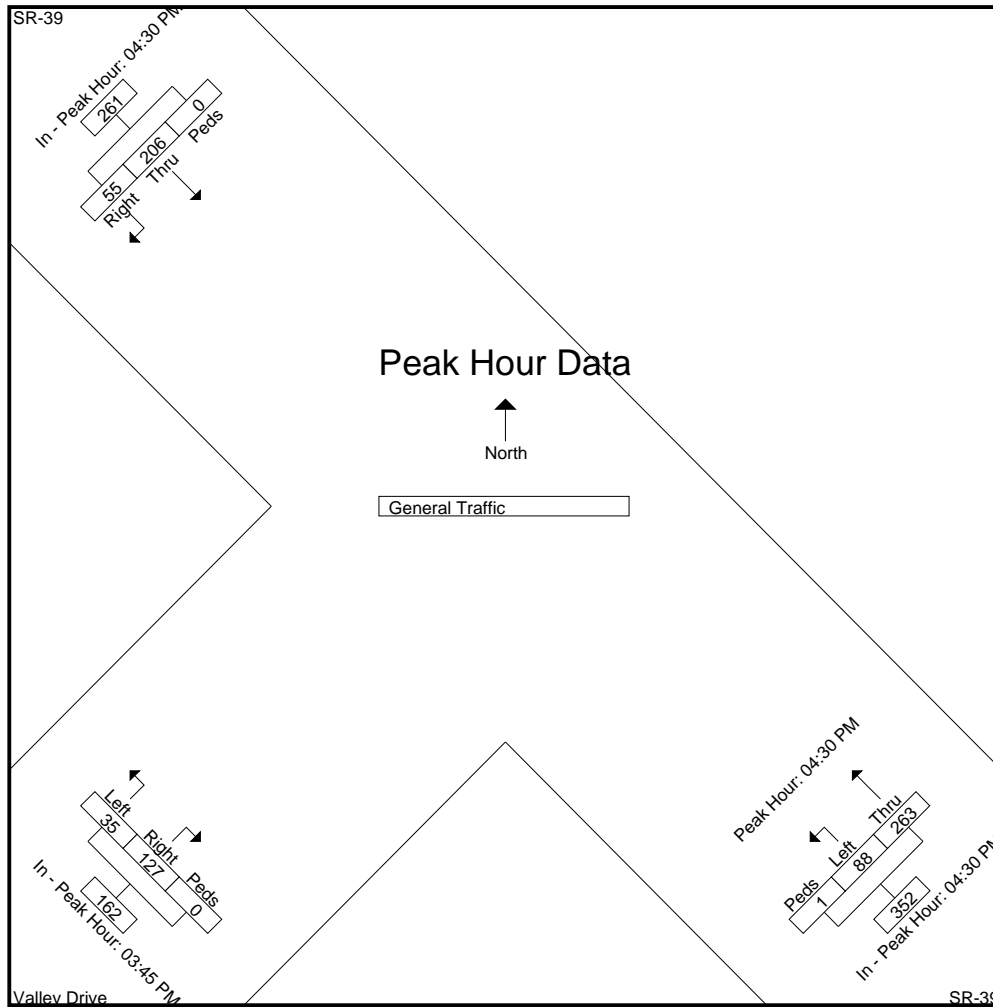 SR-39
In - Peak Hour: 04:30 PM
261
0
206
55
Peds
Thru
Right
Peak Hour Data
North
General Traffic
Left
Right
Peds
35
127
0
162
In - Peak Hour: 03:45 PM
Valley Drive
Peak Hour: 04:30 PM
Thru
Left
Peds
263
88
1
352
In - Peak Hour: 04:30 PM
SR-39